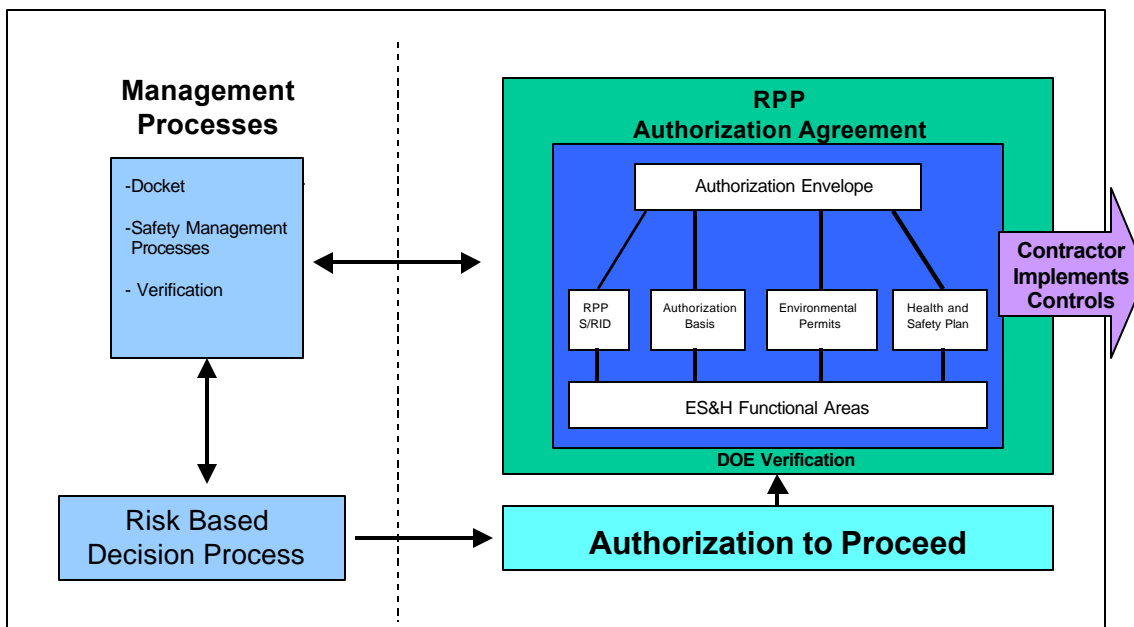 Management
Processes
-Docket
-Safety Management
Processes
- Verification
Risk Based
Decision Process
RPP
Authorization Agreement
Authorization Envelope
RPP
S/RID
Authorization
Basis
Environmental
Permits
Health and
Safety Plan
ES&H Functional Areas
DOE Verification
Authorization to Proceed
Contractor
Implements
Controls